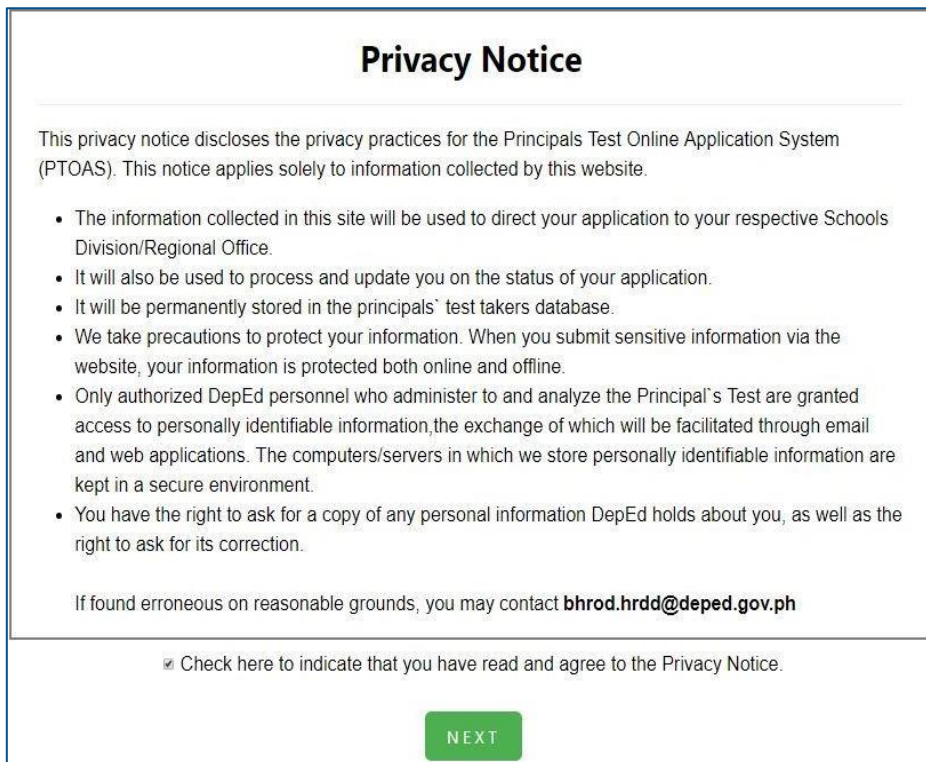 Privacy Notice
This privacy notice discloses the privacy practices for the Principals Test Online Application System
(PTOAS). This notice applies solely to information collected by this website.
• The information collected in this site will be used to direct your application to your respective Schools
Division/Regional Office.
• It will also be used to process and update you on the status of your application.
• It will be permanently stored in the principals` test takers database.
• We take precautions to protect your information. When you submit sensitive information via the
website, your information is protected both online and offline.
• Only authorized DepEd personnel who administer to and analyze the Principal`s Test are granted
access to personally identifiable information,the exchange of which will be facilitated through email
and web applications. The computers/servers in which we store personally identifiable information are
kept in a secure environment.
• You have the right to ask for a copy of any personal information DepEd holds about you, as well as the
right to ask for its correction.
If found erroneous on reasonable grounds, you may contact bhrod.hrdd@deped.gov.ph
Check here to indicate that you have read and agree to the Privacy Notice.
NEXT